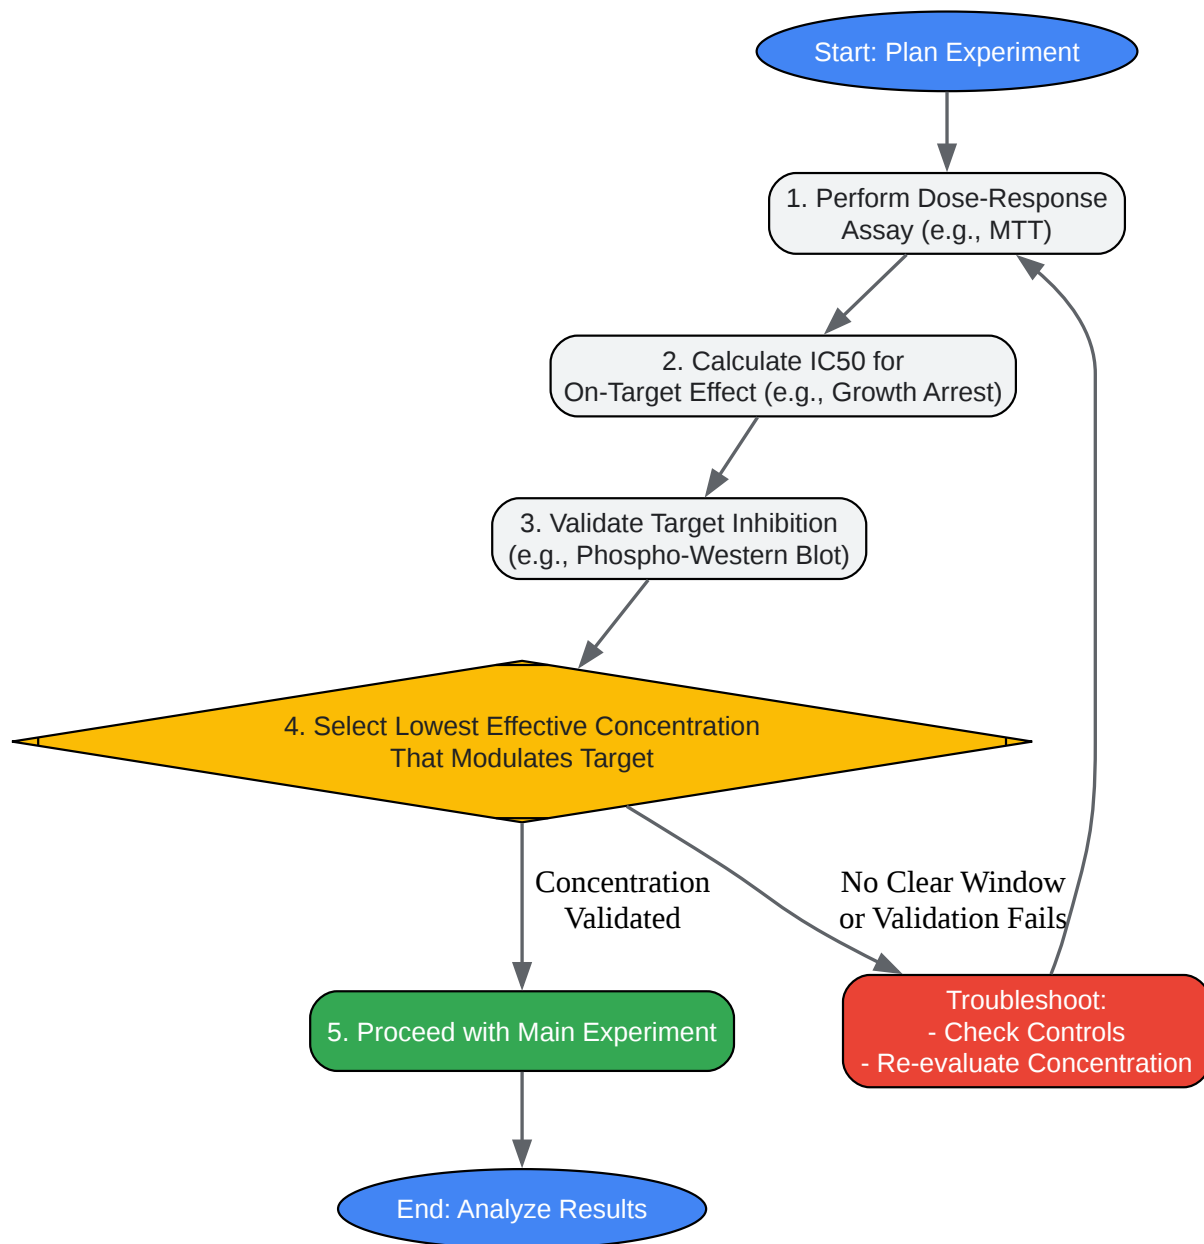 Start: Plan Experiment
1. Perform Dose-Response
Assay (e.g., MTT)
2. Calculate IC50 for
On-Target Effect (e.g., Growth Arrest)
3. Validate Target Inhibition
(e.g., Phospho-Western Blot)
4. Select Lowest Effective Concentration
That Modulates Target
Concentration
Validated
No Clear Window
or Validation Fails
5. Proceed with Main Experiment
Troubleshoot:
- Check Controls
- Re-evaluate Concentration
End: Analyze Results